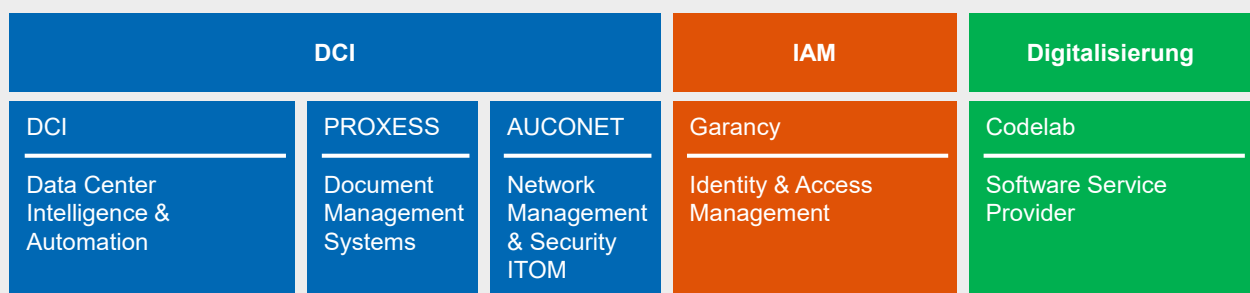 DCI
IAM
Digitalisierung
DCI
Data Center
Intelligence &
Automation
PROXESS
Document
Management
Systems
AUCONET
Network
Management
& Security
ITOM
Garancy
Identity & Access
Management
Codelab
Software Service
Provider